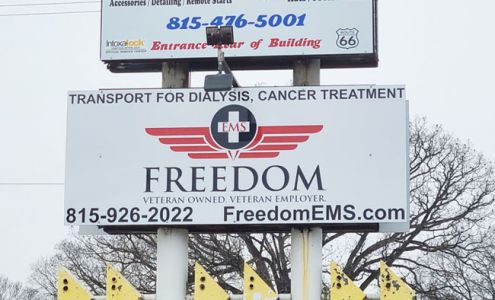 Accessories / Detailing / Remote Starts
815-476-5001
Intoxalock
Entrance Rear of Building
ROUTE
66
TRANSPORT FOR DIALYSIS, CANCER TREATMENT
EMS
FREEDOM
VETERAN OWNED. VETERAN EMPLOYER.
815-926-2022 FreedomEMS.com